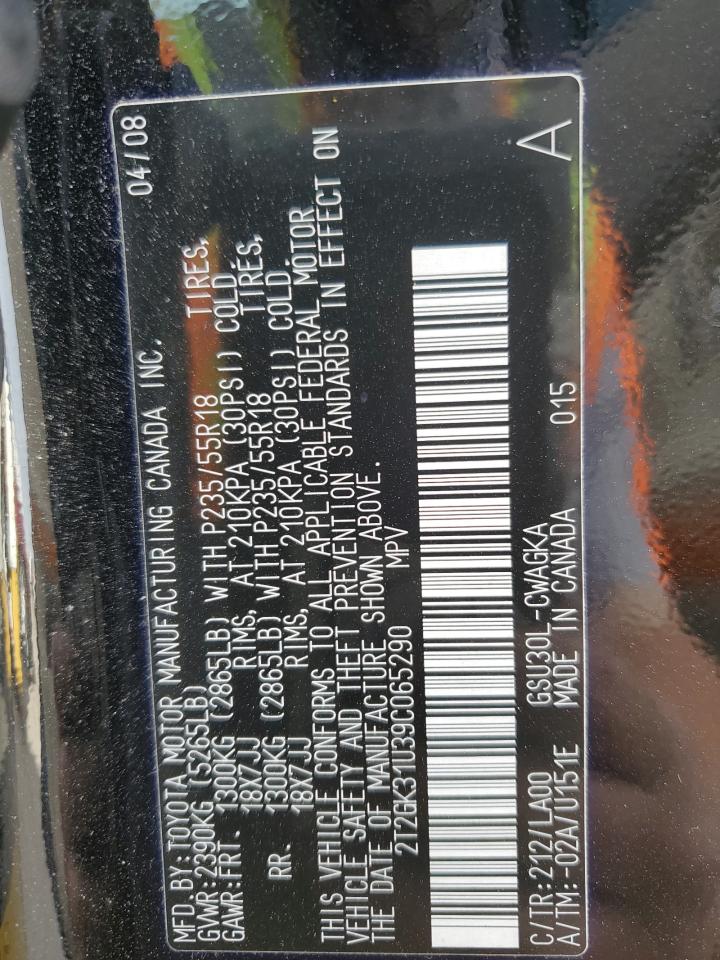 MFD. BY: TOYOTA MOTOR MANUFACTURING CANADA INC. 04/08
GVWR: 2390KG (5265LB)
GAWR: FRT. 1300KG (2865LB) WITH P235/55R18 TIRES,
18X7JJ RIMS, AT 210KPA (30PSI) COLD.
RR. 1300KG (2865LB) WITH P235/55R18 TIRES,
18X7JJ RIMS, AT 210KPA (30PSI) COLD
THIS VEHICLE CONFORMS TO ALL APPLICABLE FEDERAL MOTOR
VEHICLE SAFETY AND THEFT PREVENTION STANDARDS IN EFFECT ON
THE DATE OF MANUFACTURE SHOWN ABOVE.
2T2GK31U39C065290 MPV
C/TR: 212/LA00 GSU30L-CWAGKA 015 A
A/TM: -02A/U151E MADE IN CANADA